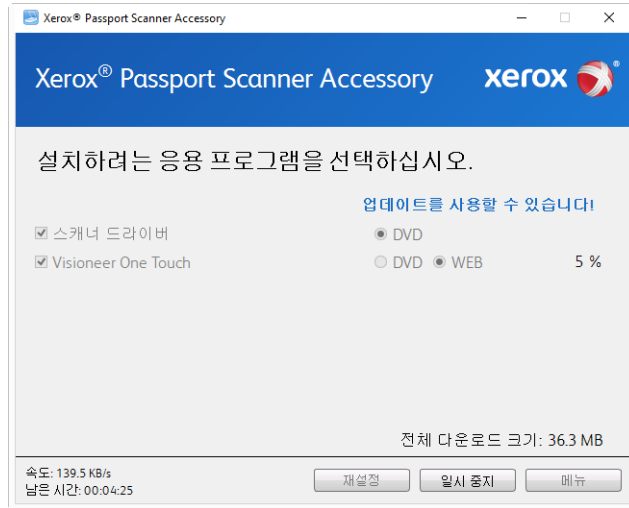 Xerox® Passport Scanner Accessory
Xerox® Passport Scanner Accessory xerox®
설치하려는 응용 프로그램을 선택하십시오.
업데이트를 사용할 수 있습니다!
스캐너 드라이버 DVD
Visioneer One Touch DVD WEB 5 %
전체 다운로드 크기: 36.3 MB
속도: 139.5 KB/s
남은 시간: 00:04:25
재설정 일시 중지 메뉴